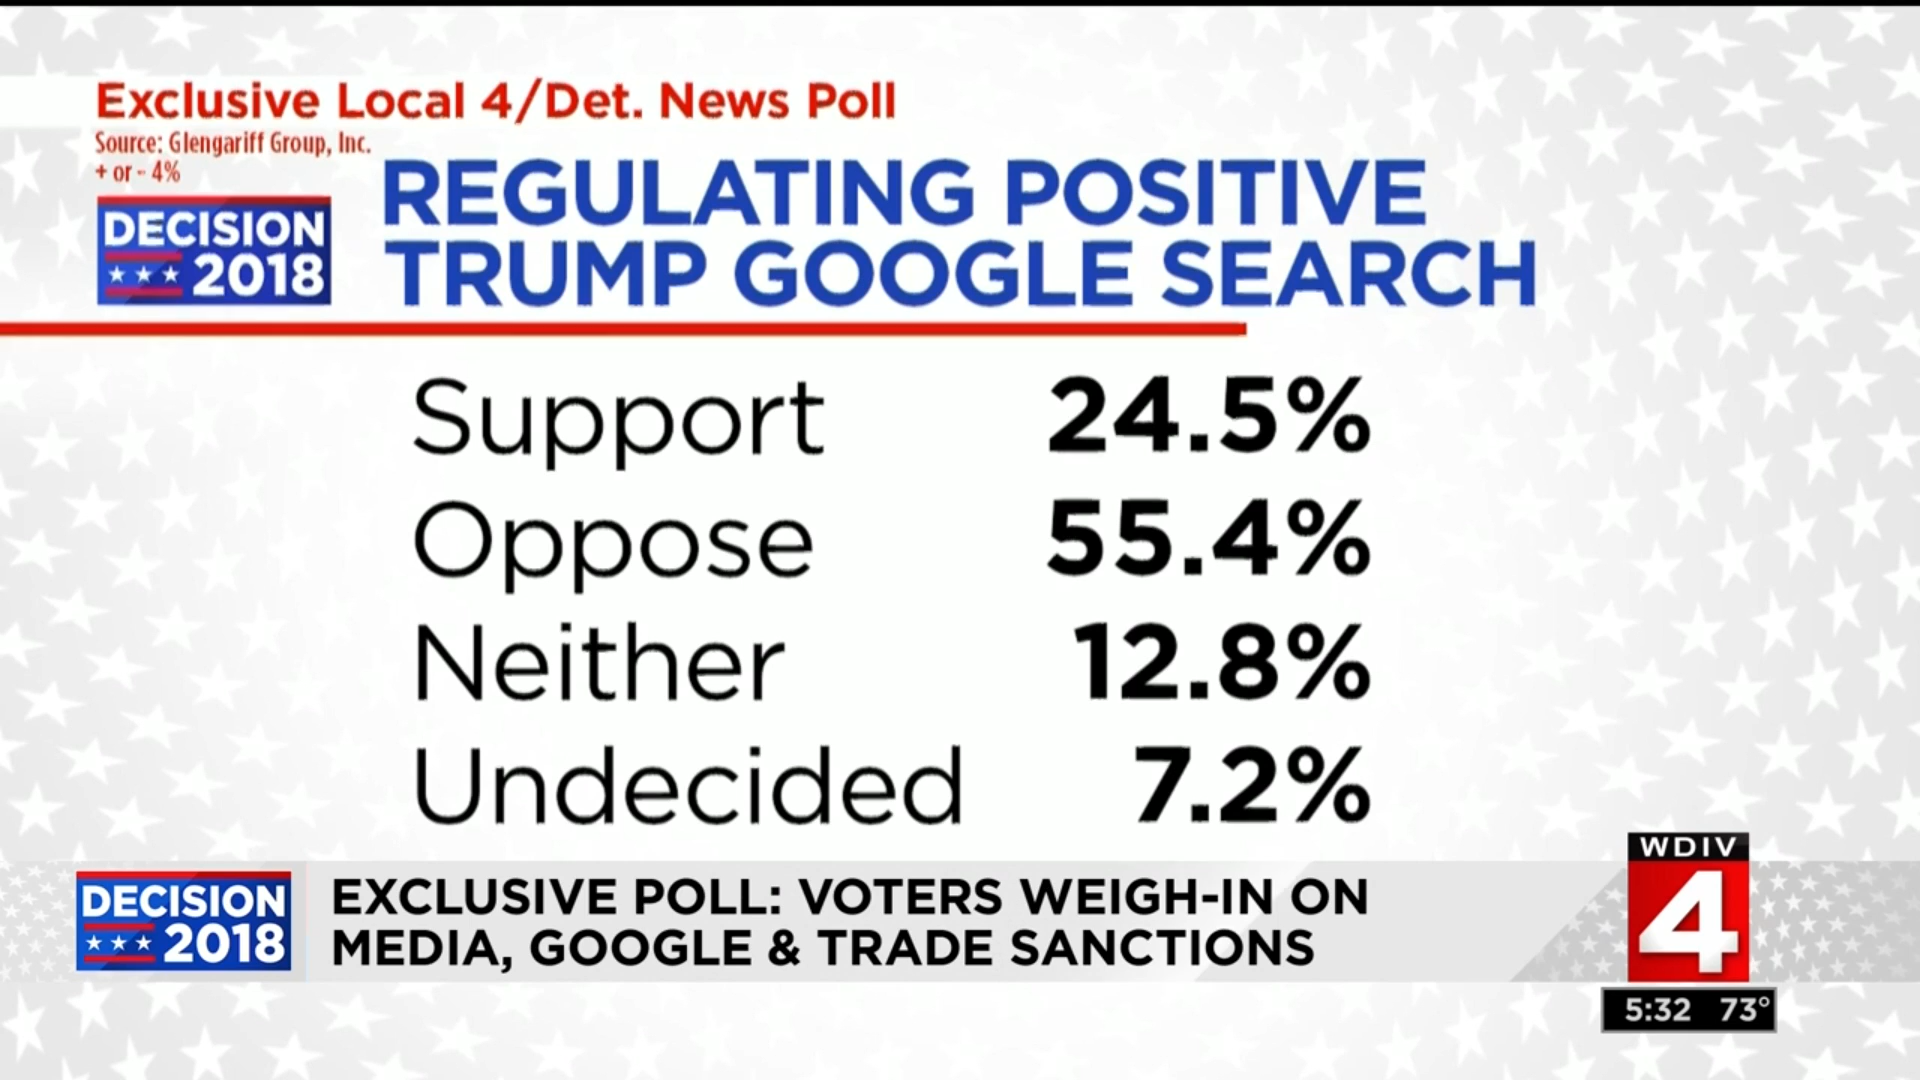 Exclusive Local 4/Det. News Poll
Source: Glengariff Group, Inc.
+ or - 4%
DECISION
2018
REGULATING POSITIVE
TRUMP GOOGLE SEARCH
Support 24.5%
Oppose 55.4%
Neither 12.8%
Undecided 7.2%
DECISION
2018
EXCLUSIVE POLL: VOTERS WEIGH-IN ON
MEDIA, GOOGLE & TRADE SANCTIONS
WDIV
4
5:32 73°